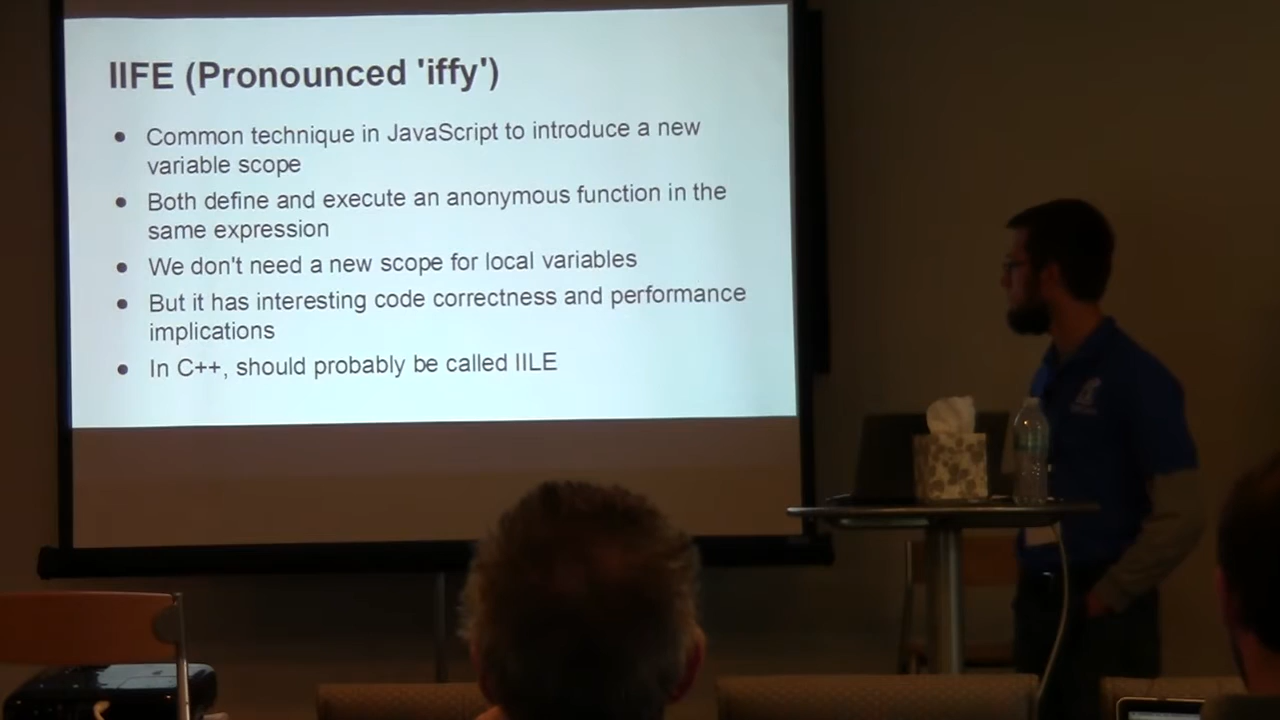 IIFE (Pronounced 'iffy')
● Common technique in JavaScript to introduce a new
variable scope
● Both define and execute an anonymous function in the
same expression
● We don't need a new scope for local variables
● But it has interesting code correctness and performance
implications
● In C++, should probably be called IILE